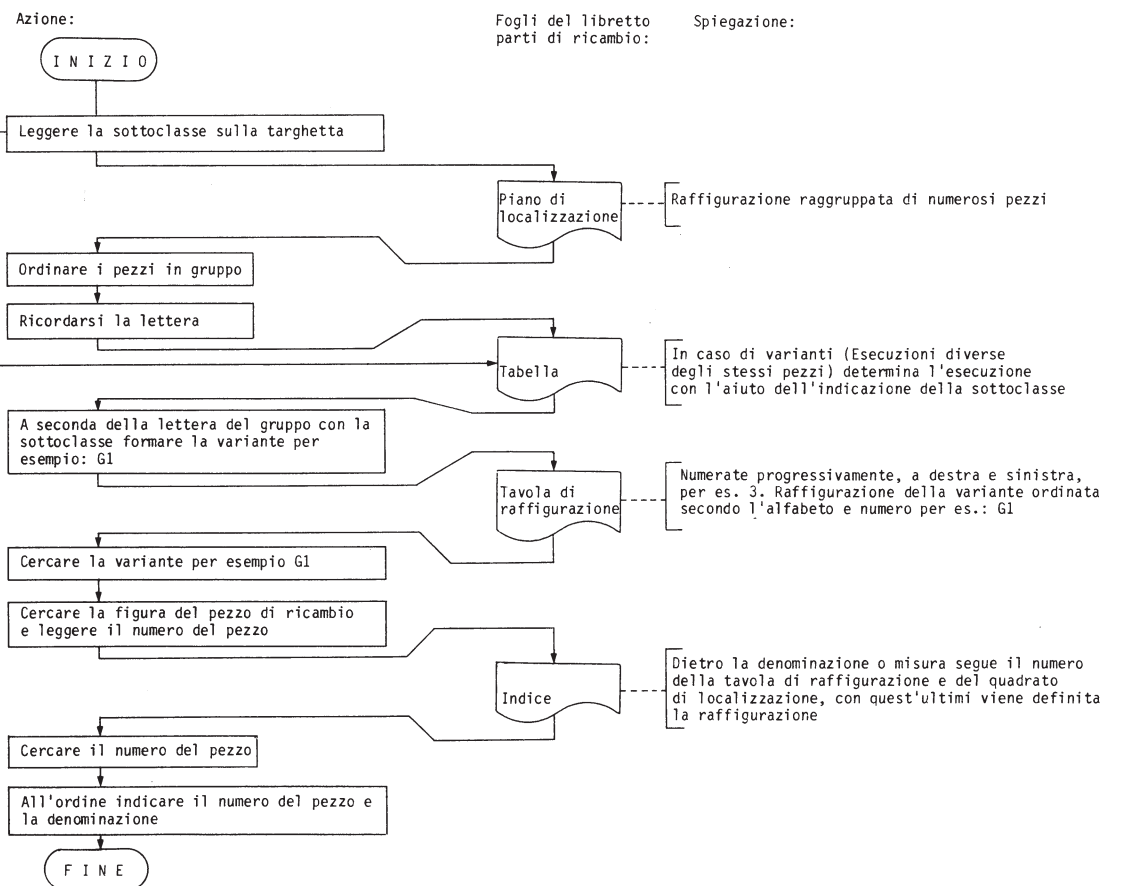 Azione:
Fogli del libretto
parti di ricambio:
Spiegazione:
I N I Z I O
Leggere la sottoclasse sulla targhetta
Piano di
localizzazione
Raffigurazione raggruppata di numerosi pezzi
Ordinare i pezzi in gruppo
Ricordarsi la lettera
Tabella
In caso di varianti (Esecuzioni diverse
degli stessi pezzi) determina l'esecuzione
con l'aiuto dell'indicazione della sottoclasse
A seconda della lettera del gruppo con la
sottoclasse formare la variante per
esempio: G1
Tavola di
raffigurazione
Numerate progressivamente, a destra e sinistra,
per es. 3. Raffigurazione della variante ordinata
secondo l'alfabeto e numero per es.: G1
Cercare la variante per esempio G1
Cercare la figura del pezzo di ricambio
e leggere il numero del pezzo
Indice
Dietro la denominazione o misura segue il numero
della tavola di raffigurazione e del quadrato
di localizzazione, con quest'ultimi viene definita
la raffigurazione
Cercare il numero del pezzo
All'ordine indicare il numero del pezzo e
la denominazione
F I N E